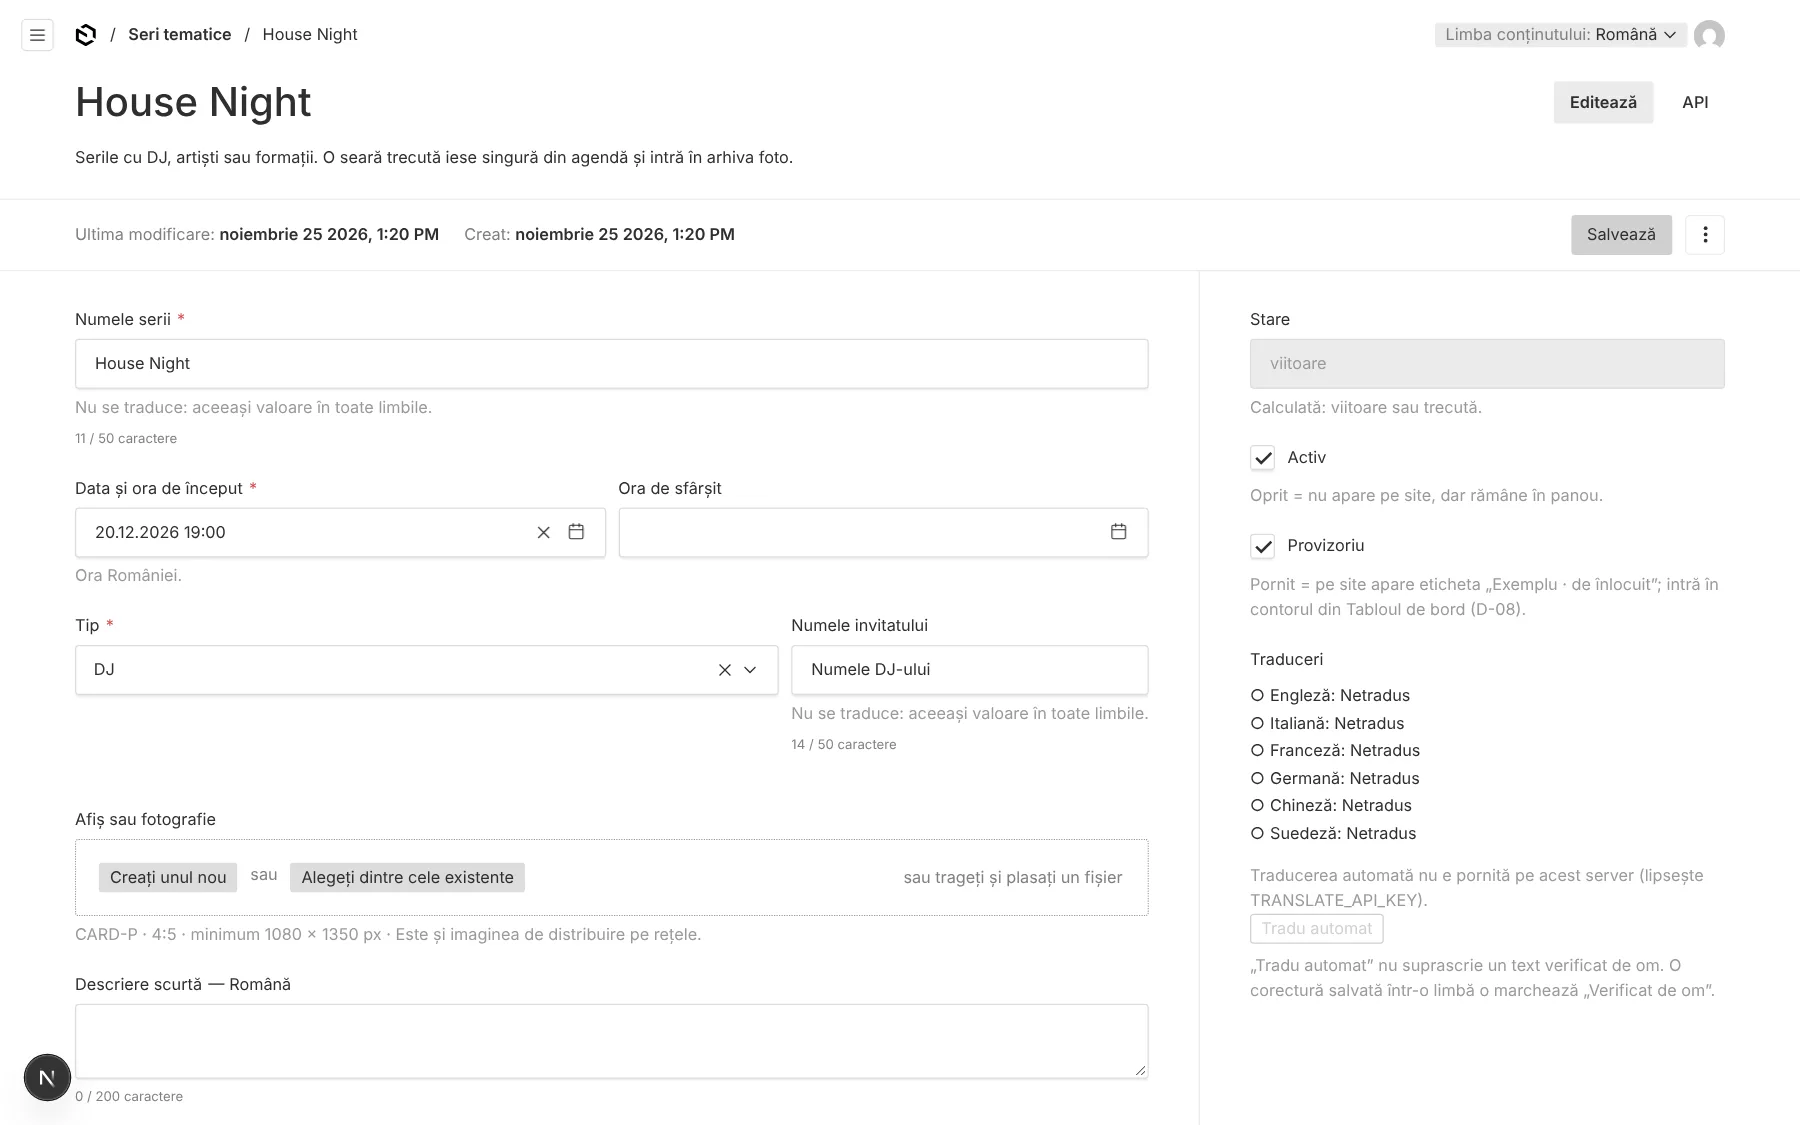 / Seri tematice / House Night
Limba conținutului: Română
House Night
Editează
API
Serile cu DJ, artiști sau formații. O seară trecută iese singură din agendă și intră în arhiva foto.
Ultima modificare: noiembrie 25 2026, 1:20 PM Creat: noiembrie 25 2026, 1:20 PM
Salvează
Numele serii *
House Night
Nu se traduce: aceeași valoare în toate limbile.
11 / 50 caractere
Data și ora de început *
20.12.2026 19:00
Ora României.
Ora de sfârșit
Tip *
DJ
Numele invitatului
Numele DJ-ului
Nu se traduce: aceeași valoare în toate limbile.
14 / 50 caractere
Afiș sau fotografie
Creați unul nou sau Alegeți dintre cele existente sau trageți și plasați un fișier
CARD-P · 4:5 · minimum 1080 × 1350 px · Este și imaginea de distribuire pe rețele.
Descriere scurtă — Română
N
0 / 200 caractere
Stare
viitoare
Calculată: viitoare sau trecută.
Activ
Oprit = nu apare pe site, dar rămâne în panou.
Provizoriu
Pornit = pe site apare eticheta „Exemplu · de înlocuit”; intră în
contorul din Tabloul de bord (D-08).
Traduceri
Engleză: Netradus
Italiană: Netradus
Franceză: Netradus
Germană: Netradus
Chineză: Netradus
Suedeză: Netradus
Traducerea automată nu e pornită pe acest server (lipsește
TRANSLATE_API_KEY).
Tradu automat
„Tradu automat” nu suprascrie un text verificat de om. O
corectură salvată într-o limbă o marchează „Verificat de om”.